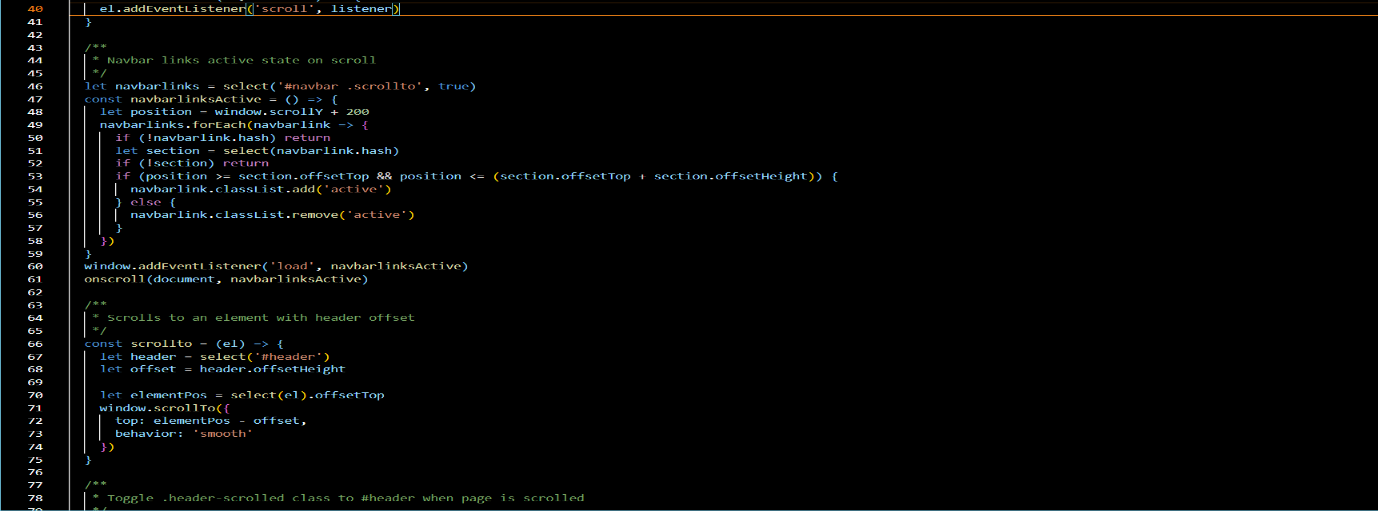 40 el.addEventListener('scroll', listener)
41 }
42
43 /**
44 * Navbar links active state on scroll
45 */
46 let navbarlinks = select('#navbar .scrollto', true)
47 const navbarlinksActive = () => {
48 let position = window.scrollY + 200
49 navbarlinks.forEach(navbarlink => {
50 if (!navbarlink.hash) return
51 let section = select(navbarlink.hash)
52 if (!section) return
53 if (position >= section.offsetTop && position <= (section.offsetTop + section.offsetHeight)) {
54 navbarlink.classList.add('active')
55 } else {
56 navbarlink.classList.remove('active')
57 }
58 })
59 }
60 window.addEventListener('load', navbarlinksActive)
61 onscroll(document, navbarlinksActive)
62
63 /**
64 * Scrolls to an element with header offset
65 */
66 const scrollto = (el) => {
67 let header = select('#header')
68 let offset = header.offsetHeight
69
70 let elementPos = select(el).offsetTop
71 window.scrollTo({
72 top: elementPos - offset,
73 behavior: 'smooth'
74 })
75 }
76
77 /**
78 * Toggle .header-scrolled class to #header when page is scrolled
79 */